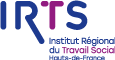 IRTS
Institut Régional
du Travail Social
Hauts-de-France